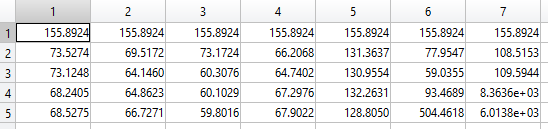 1 2 3 4 5 6 7
1 155.8924 155.8924 155.8924 155.8924 155.8924 155.8924 155.8924
2 73.5274 69.5172 73.1724 66.2068 131.3637 77.9547 108.5153
3 73.1248 64.1460 60.3076 64.7402 130.9554 59.0355 109.5944
4 68.2405 64.8623 60.1029 67.2976 132.2631 93.4689 8.3636e+03
5 68.5275 66.7271 59.8016 67.9022 128.8050 504.4618 6.0138e+03